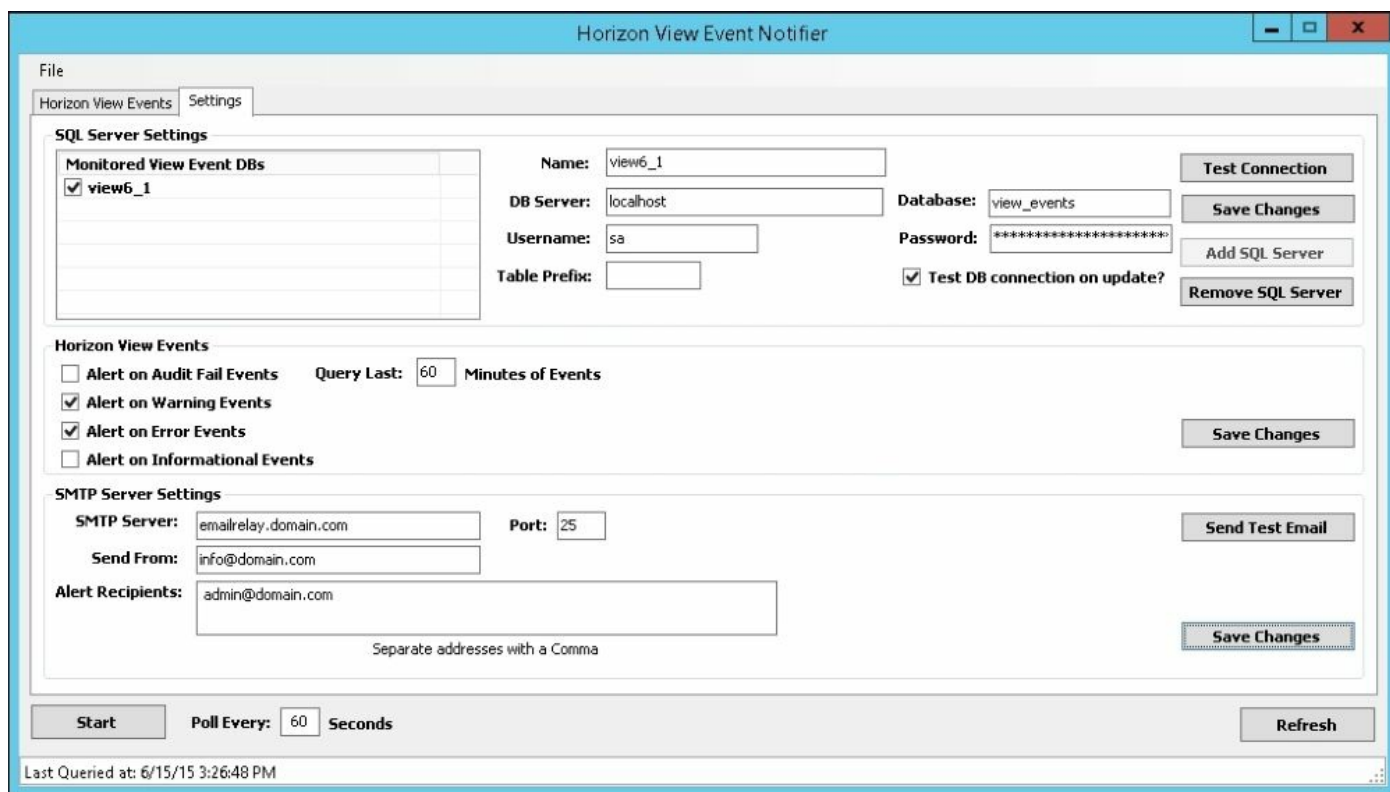 Horizon View Event Notifier
File
Horizon View Events Settings
SQL Server Settings
Monitored View Event DBs
view6_1
Name: view6_1
Test Connection
DB Server: localhost Database: view_events
Save Changes
Username: sa Password: **********************
Add SQL Server
Table Prefix: Test DB connection on update?
Remove SQL Server
Horizon View Events
Alert on Audit Fail Events Query Last: 60 Minutes of Events
Alert on Warning Events
Alert on Error Events
Save Changes
Alert on Informational Events
SMTP Server Settings
SMTP Server: emailrelay.domain.com Port: 25
Send Test Email
Send From: info@domain.com
Alert Recipients: admin@domain.com
Separate addresses with a Comma
Save Changes
Start Poll Every: 60 Seconds
Refresh
Last Queried at: 6/15/15 3:26:48 PM